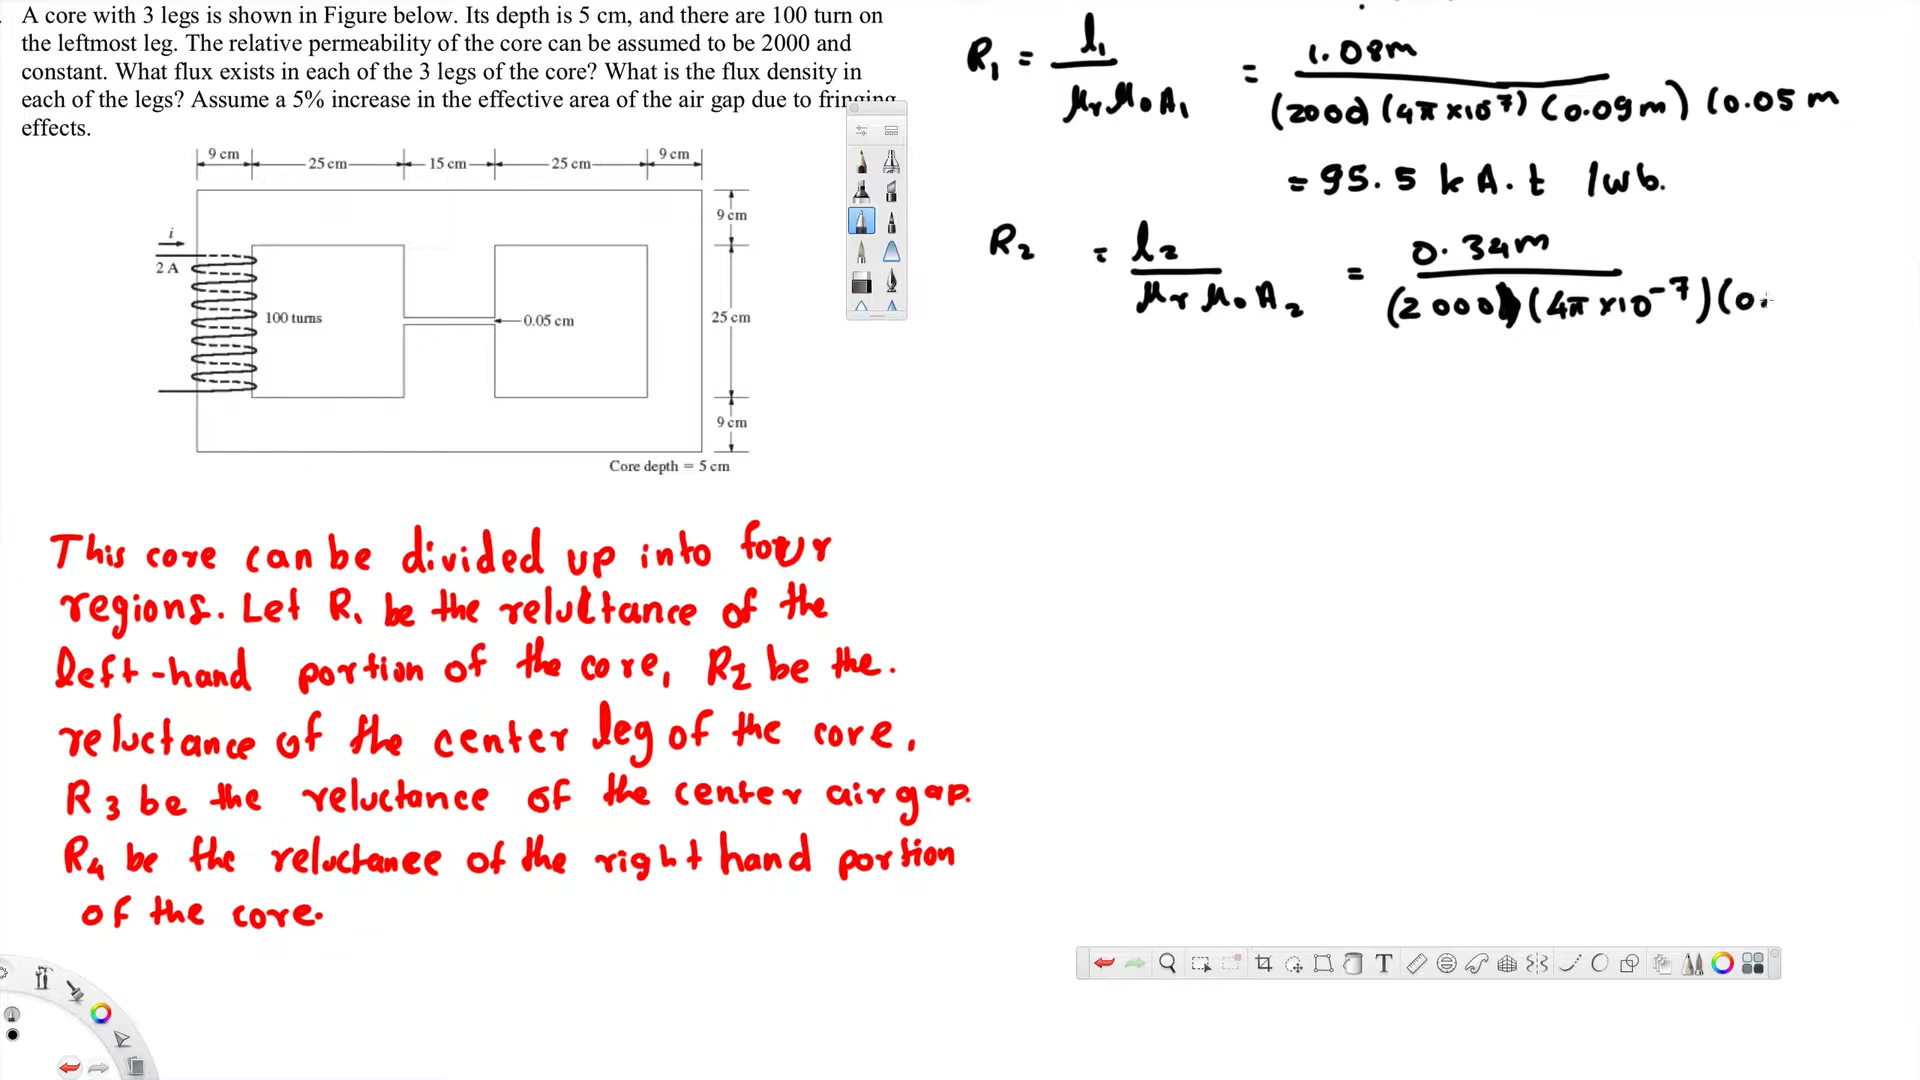 A core with 3 legs is shown in Figure below. Its depth is 5 cm, and there are 100 turn on
the leftmost leg. The relative permeability of the core can be assumed to be 2000 and
constant. What flux exists in each of the 3 legs of the core? What is the flux density in
each of the legs? Assume a 5% increase in the effective area of the air gap due to fringing
effects.
9 cm 25 cm 15 cm 25 cm 9 cm
9 cm
i
2 A
100 turns
0.05 cm
25 cm
9 cm
Core depth = 5 cm
This core can be divided up into four
regions. Let R1 be the reluctance of the
left-hand portion of the core, R2 be the.
reluctance of the center leg of the core,
R3 be the reluctance of the center air gap.
R4 be the reluctance of the right hand portion
of the core.
R1 = l1 / μr μ0 A1 = 1.08m / (2000) (4π x10^7) (0.09m) (0.05 m
= 95.5 k A.t /wb.
R2 = l2 / μr μ0 A2 = 0.34m / (2000) (4π x10^-7) (0.
T